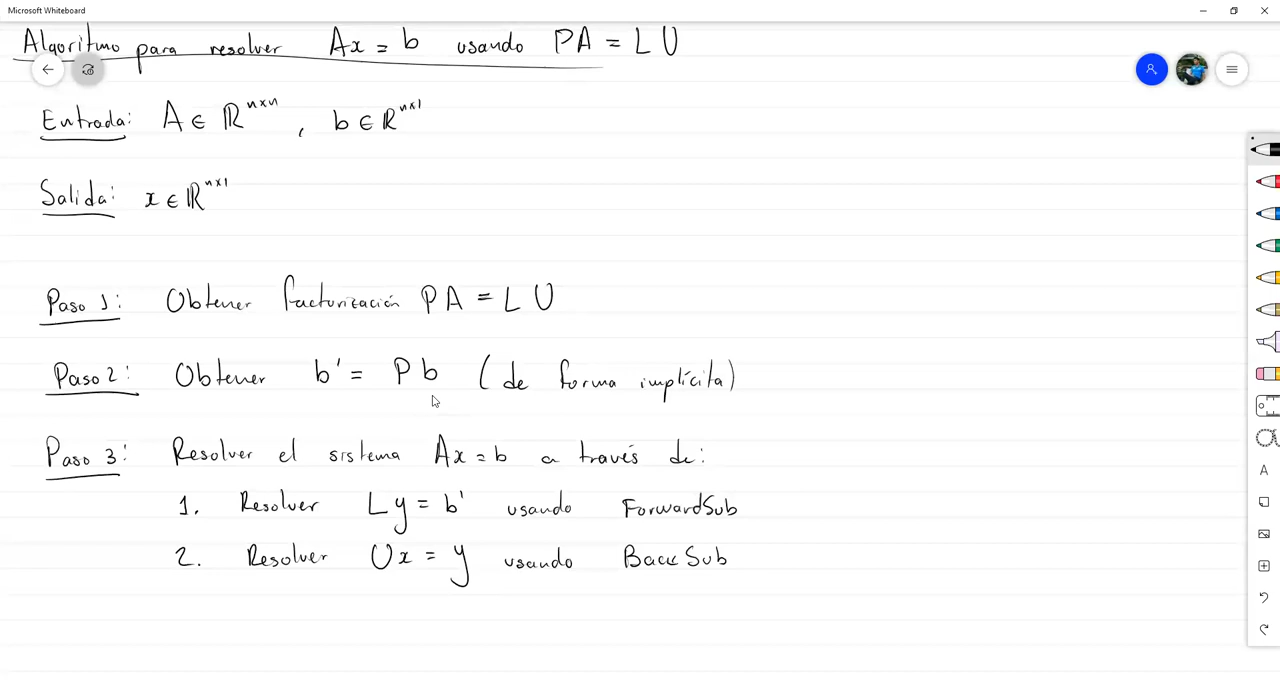 Microsoft Whiteboard
Algoritmo para resolver Ax = b usando PA = LU
Entrada: A ∈ ℝⁿˣⁿ, b ∈ ℝⁿˣ¹
Salida: x ∈ ℝⁿˣ¹
Paso 1: Obtener factorización PA = LU
Paso 2: Obtener b' = Pb (de forma implícita)
Paso 3: Resolver el sistema Ax = b a través de:
1. Resolver Ly = b' usando ForwardSub
2. Resolver Ux = y usando BackSub
A